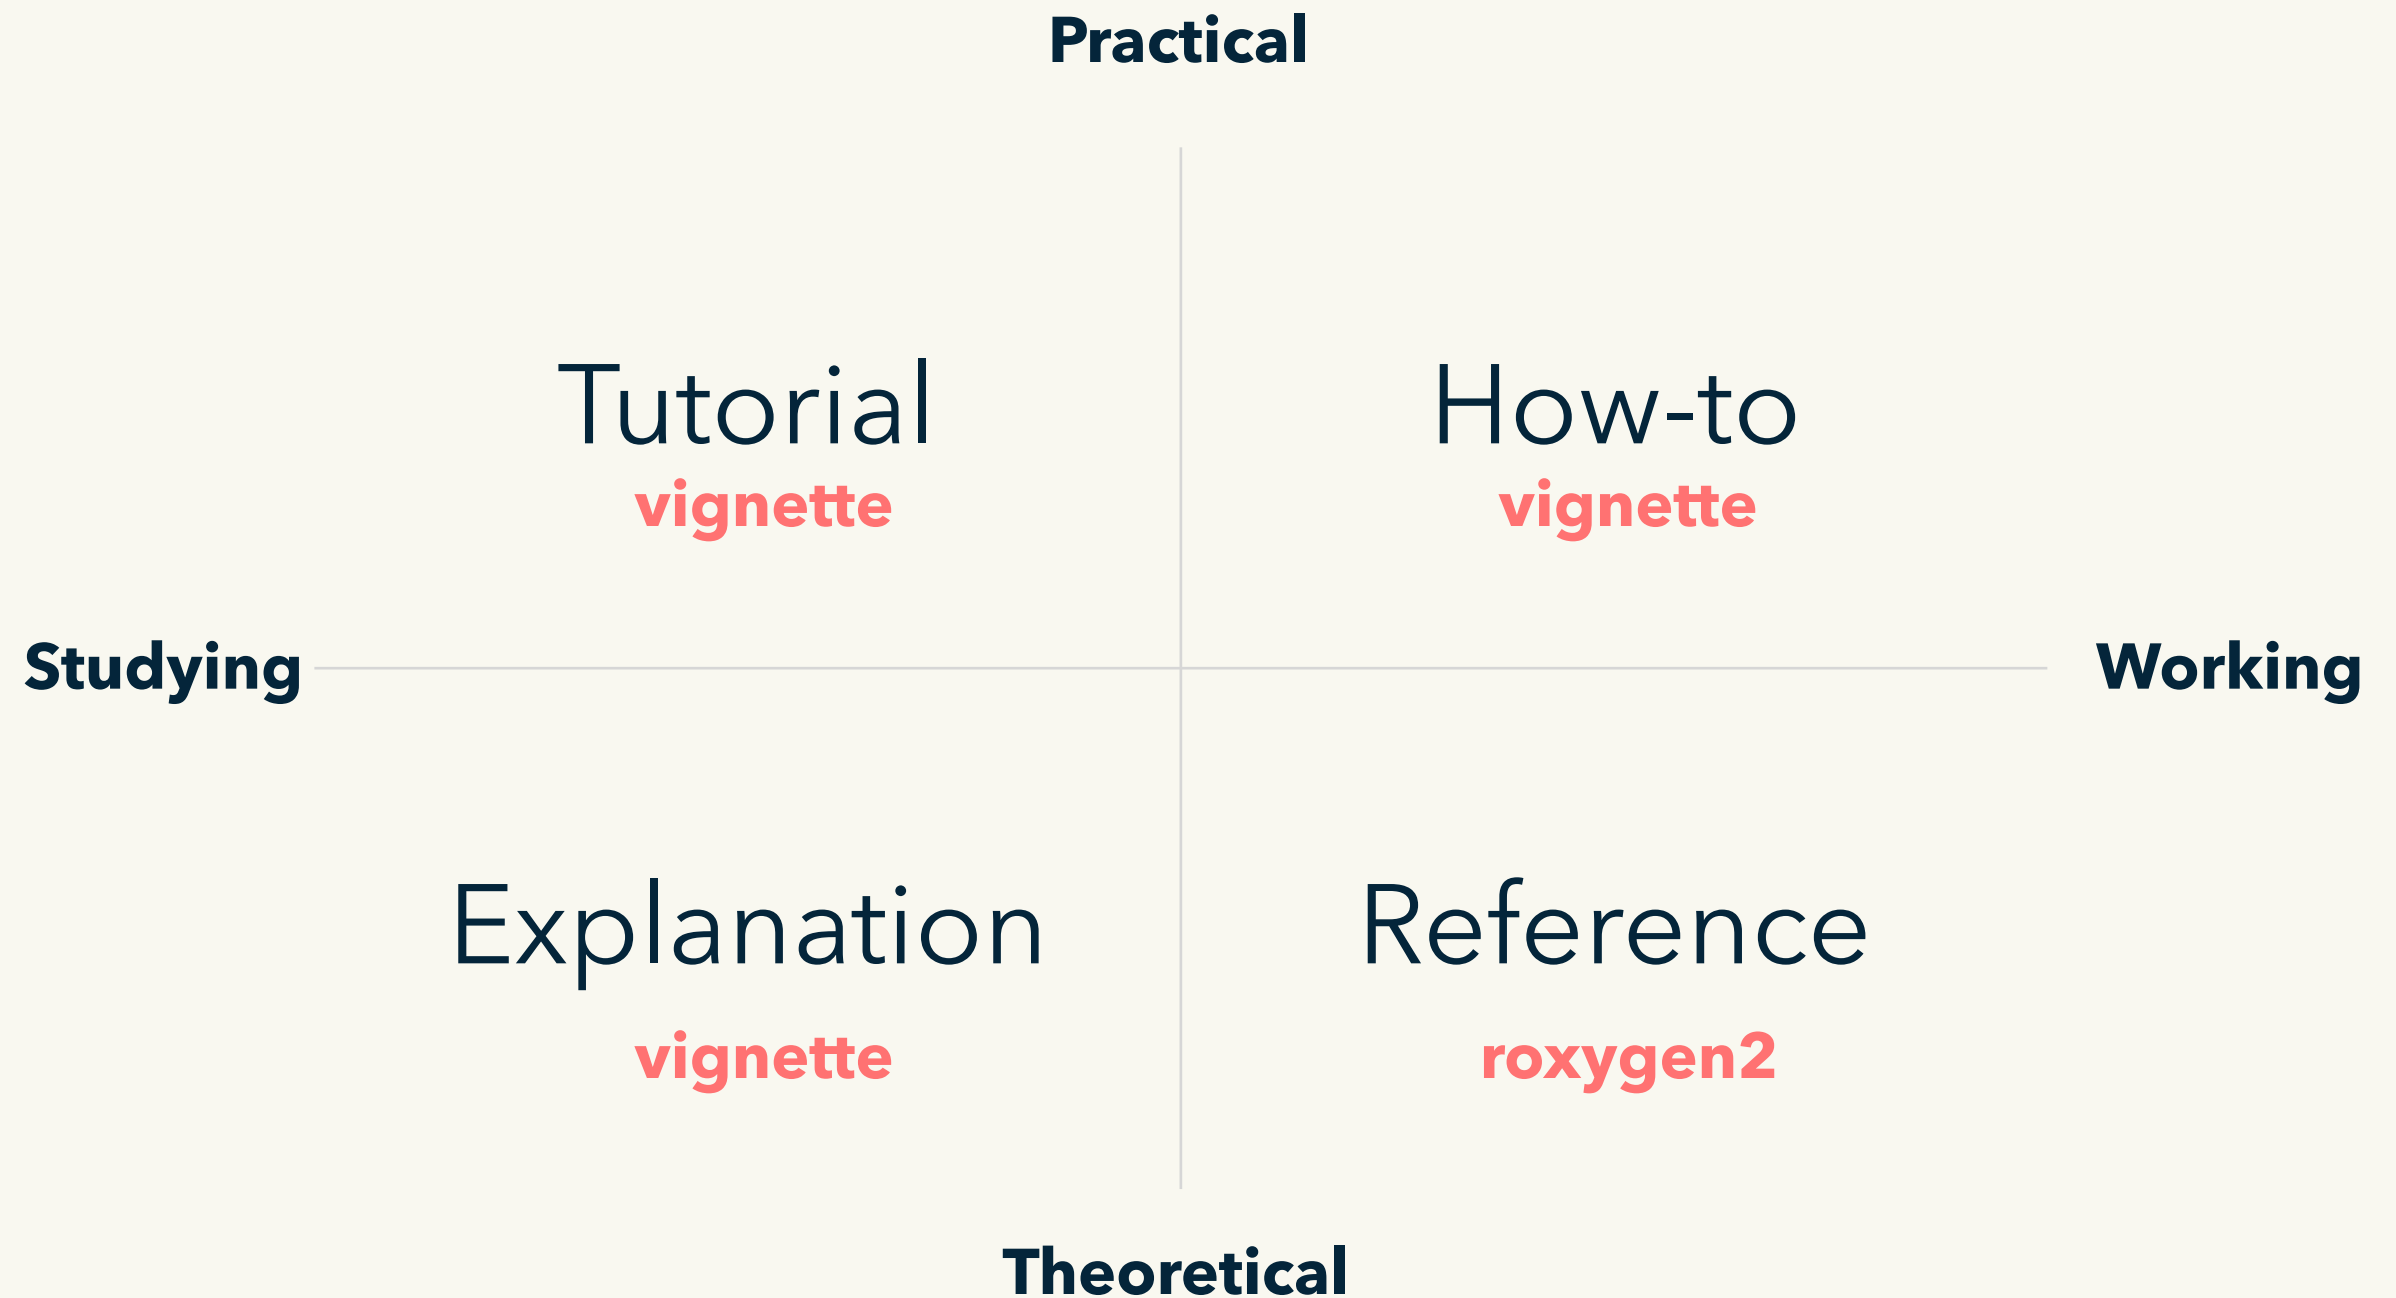 Practical
Tutorial
How-to
vignette
vignette
Studying
Working
Explanation
Reference
vignette
roxygen2
Theoretical